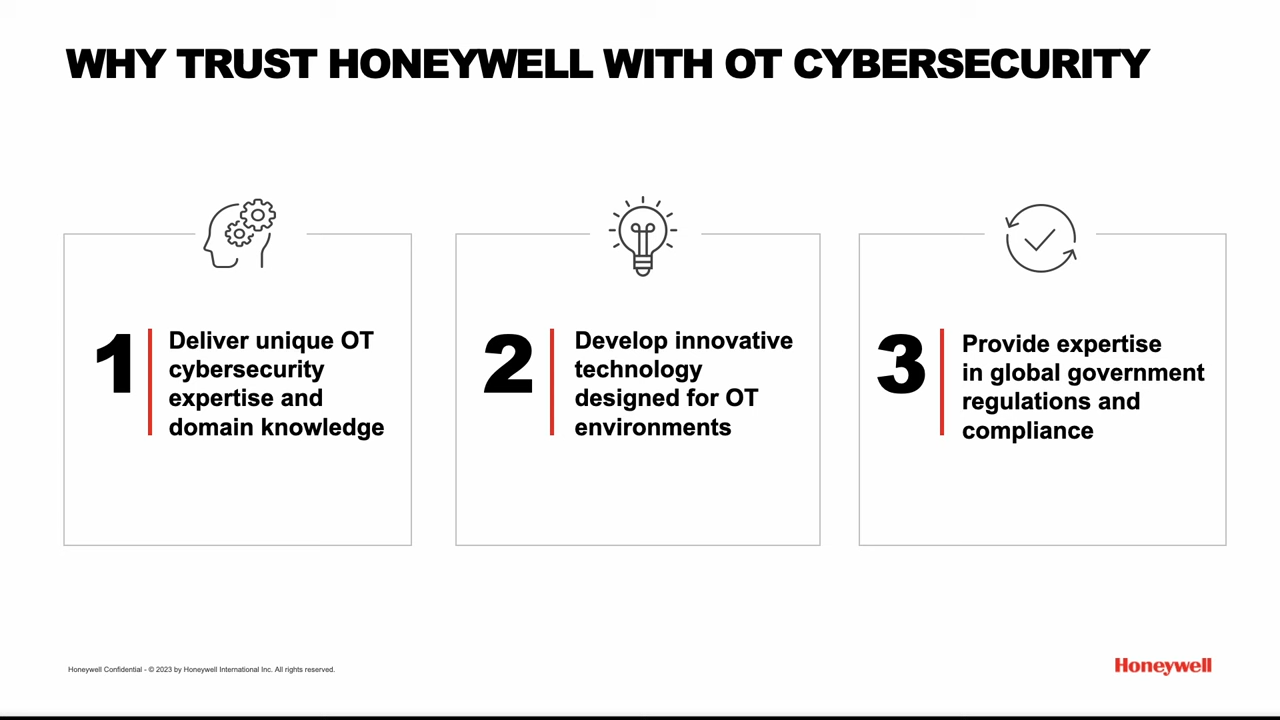 WHY TRUST HONEYWELL WITH OT CYBERSECURITY
1
Deliver unique OT
cybersecurity
expertise and
domain knowledge
2
Develop innovative
technology
designed for OT
environments
3
Provide expertise
in global government
regulations and
compliance
Honeywell Confidential - © 2023 by Honeywell International Inc. All rights reserved.
Honeywell